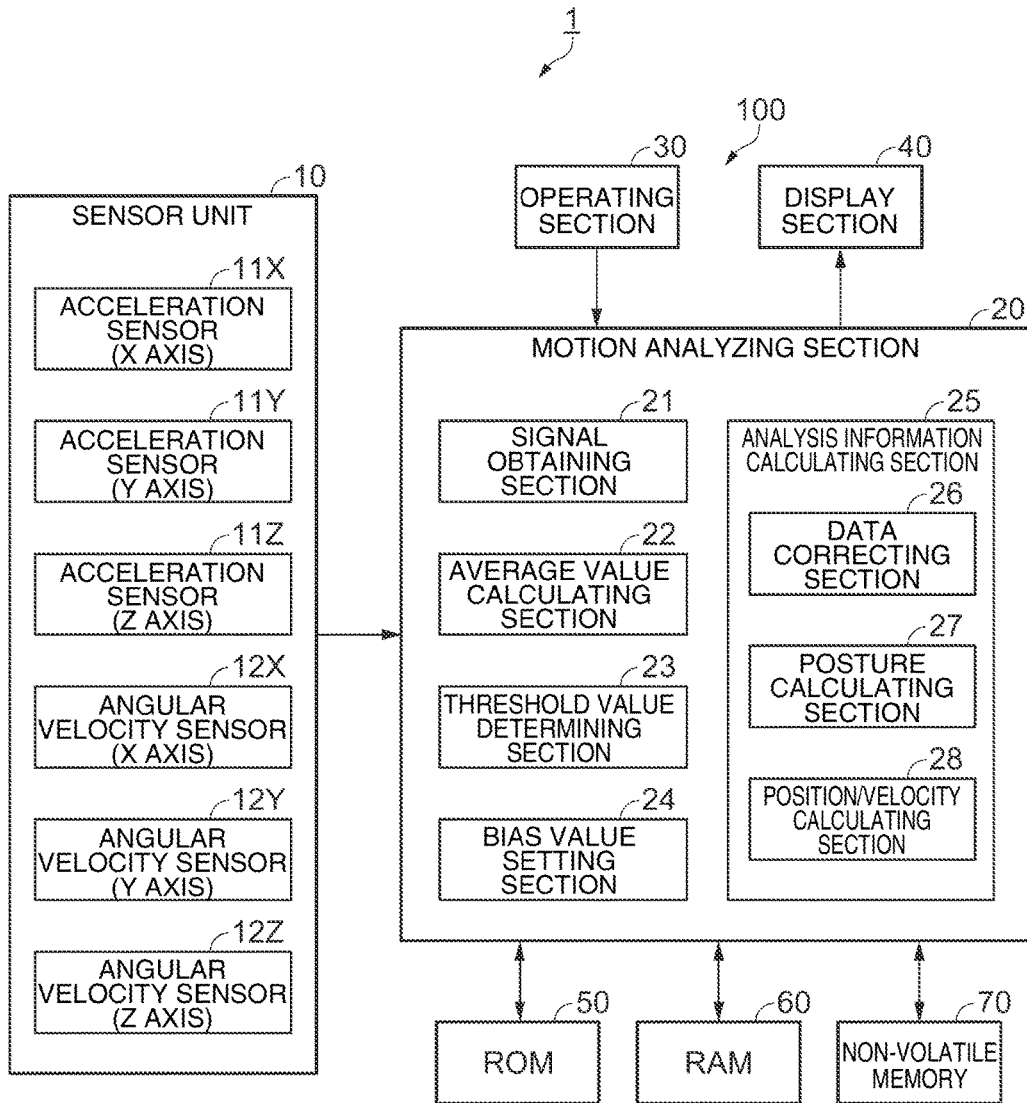 1
100
10
SENSOR UNIT
11X
ACCELERATION
SENSOR
(X AXIS)
11Y
ACCELERATION
SENSOR
(Y AXIS)
11Z
ACCELERATION
SENSOR
(Z AXIS)
12X
ANGULAR
VELOCITY SENSOR
(X AXIS)
12Y
ANGULAR
VELOCITY SENSOR
(Y AXIS)
12Z
ANGULAR
VELOCITY SENSOR
(Z AXIS)
30
OPERATING
SECTION
40
DISPLAY
SECTION
20
MOTION ANALYZING SECTION
21
SIGNAL
OBTAINING
SECTION
22
AVERAGE VALUE
CALCULATING
SECTION
23
THRESHOLD VALUE
DETERMINING
SECTION
24
BIAS VALUE
SETTING
SECTION
25
ANALYSIS INFORMATION
CALCULATING SECTION
26
DATA
CORRECTING
SECTION
27
POSTURE
CALCULATING
SECTION
28
POSITION/VELOCITY
CALCULATING
SECTION
50
ROM
60
RAM
70
NON-VOLATILE
MEMORY